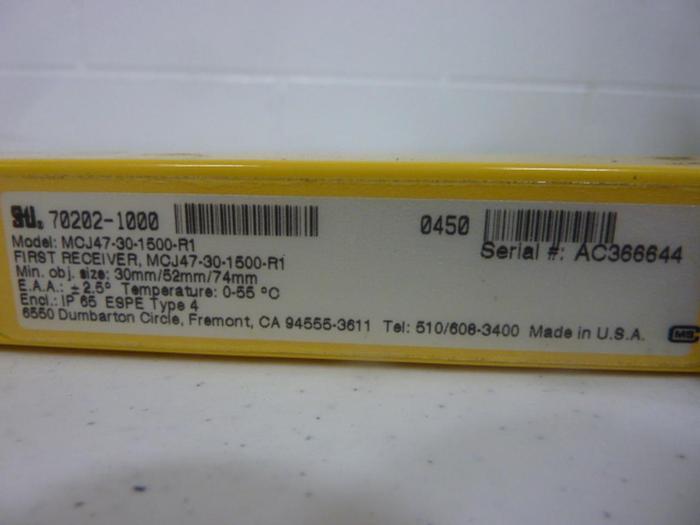 70202-1000 0450
Serial #: AC366644
Model: MCJ47-30-1500-R1
FIRST RECEIVER, MCJ47-30-1500-R1
Min. obj. size: 30mm/52mm/74mm
E.A.A.: ± 2.5° Temperature: 0-55 °C
Encl.: IP 65 ESPE Type 4
6550 Dumbarton Circle, Fremont, CA 94555-3611 Tel: 510/608-3400 Made in U.S.A.